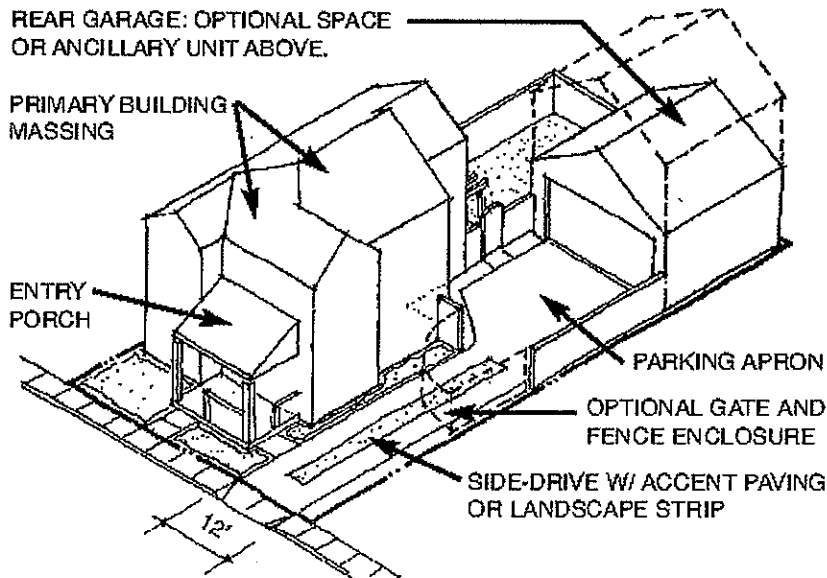 REAR GARAGE: OPTIONAL SPACE
OR ANCILLARY UNIT ABOVE.
PRIMARY BUILDING
MASSING
ENTRY
PORCH
PARKING APRON
OPTIONAL GATE AND
FENCE ENCLOSURE
SIDE-DRIVE W/ ACCENT PAVING
OR LANDSCAPE STRIP
12'